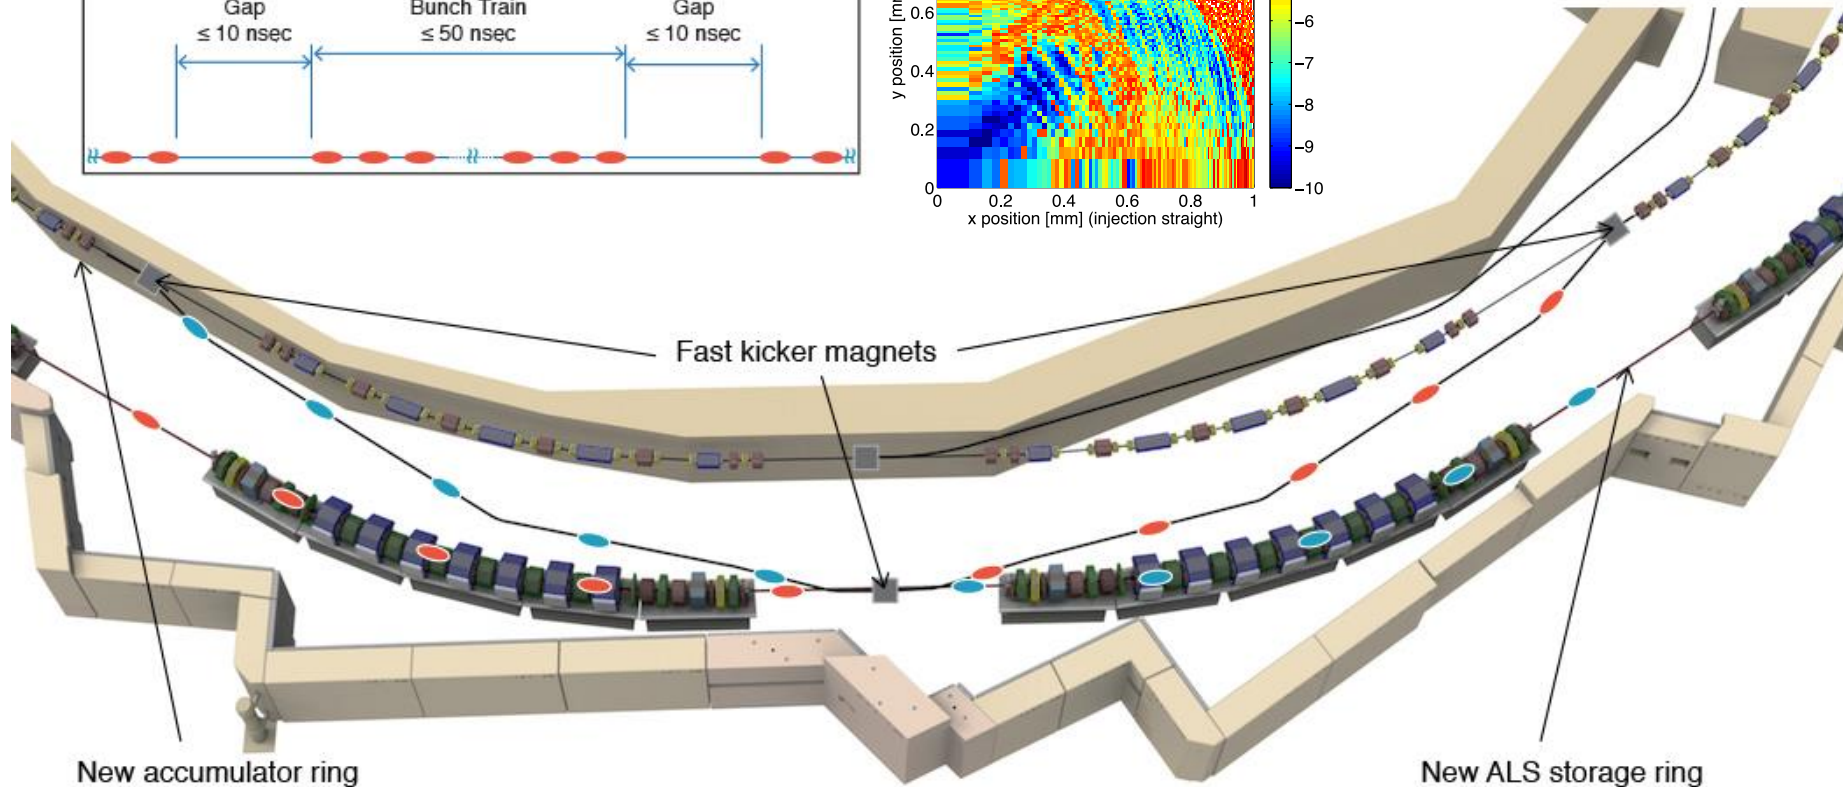 Gap
≤ 10 nsec
Bunch Train
≤ 50 nsec
Gap
≤ 10 nsec
y position [mm
0.6
0.4
0.2
0
0
0.2
0.4
0.6
0.8
1
x position [mm] (injection straight)
−6
−7
−8
−9
−10
Fast kicker magnets
New accumulator ring
New ALS storage ring